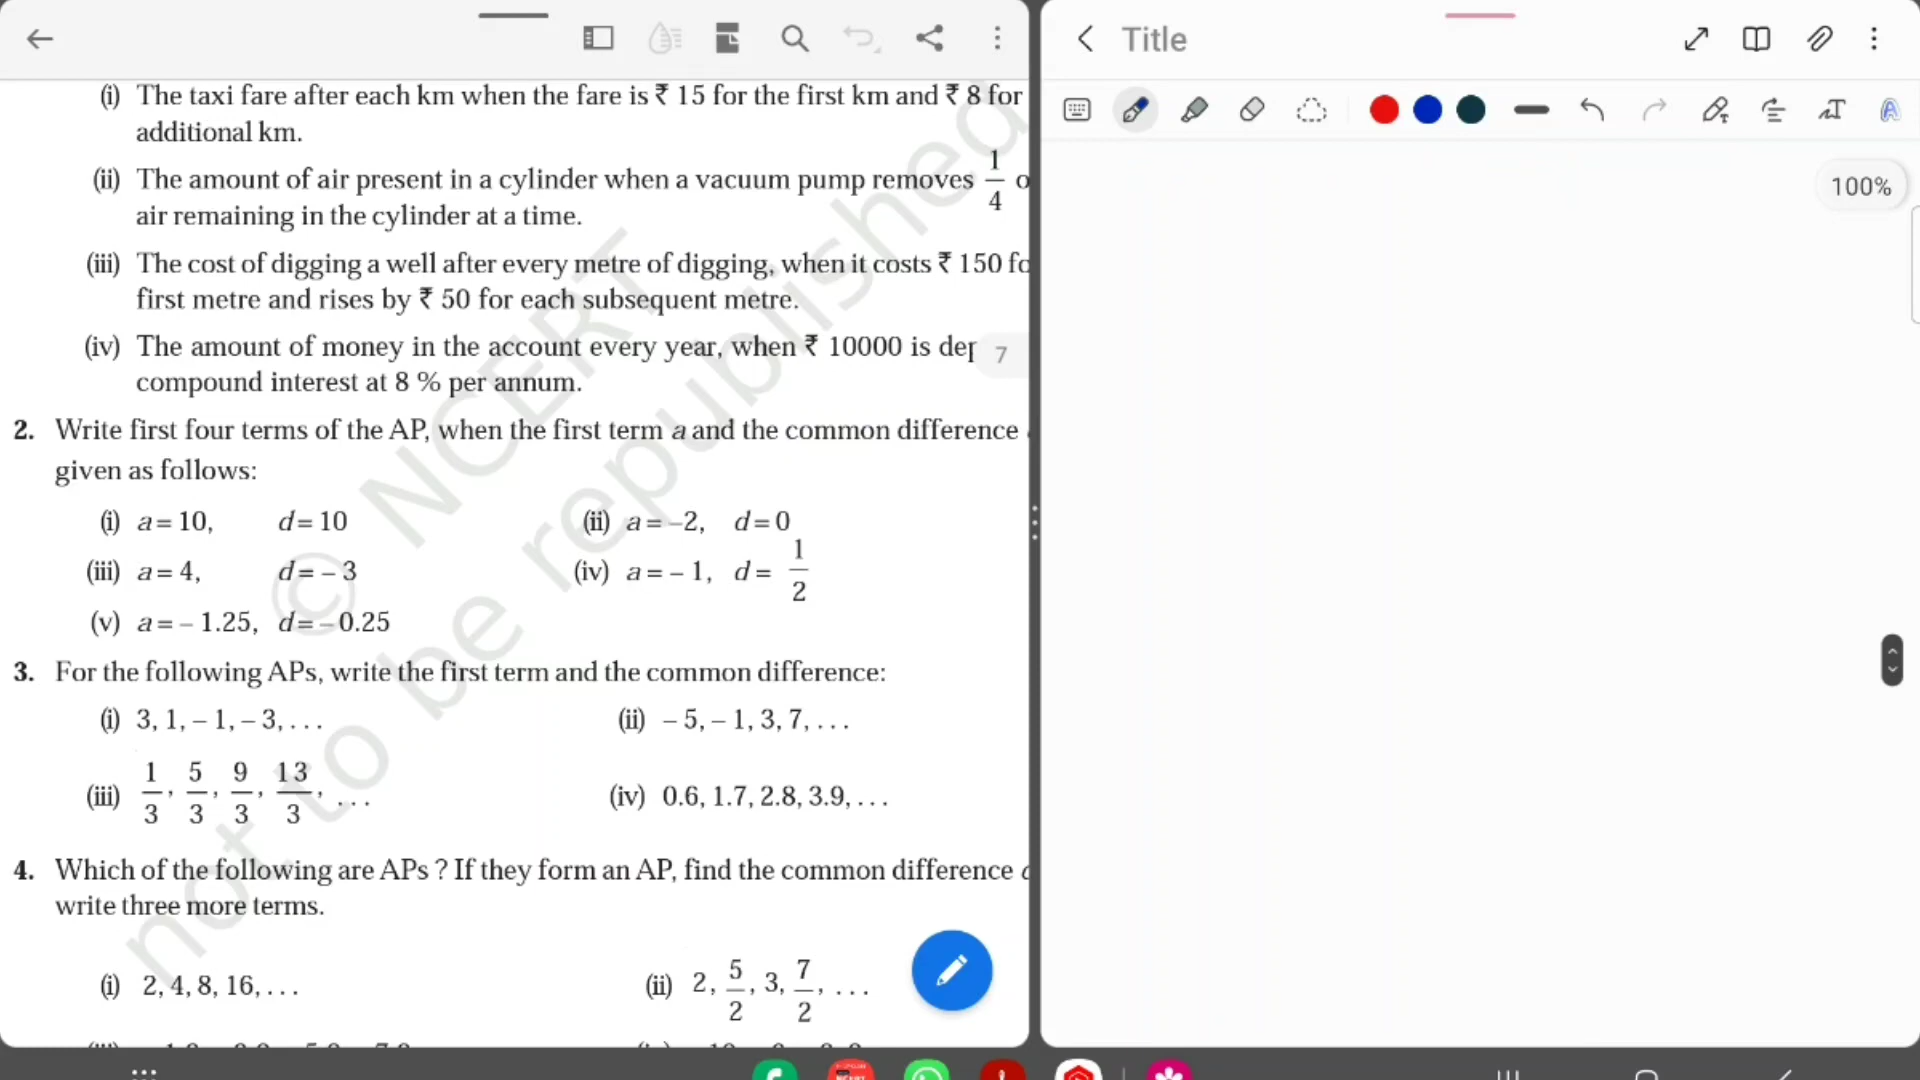 Title
100%
(i) The taxi fare after each km when the fare is ₹ 15 for the first km and ₹ 8 for
additional km.
(ii) The amount of air present in a cylinder when a vacuum pump removes 1/4
air remaining in the cylinder at a time.
(iii) The cost of digging a well after every metre of digging, when it costs ₹ 150
first metre and rises by ₹ 50 for each subsequent metre.
(iv) The amount of money in the account every year, when ₹ 10000 is
7
compound interest at 8 % per annum.
2. Write first four terms of the AP, when the first term a and the common difference
given as follows:
(i) a = 10, d = 10 (ii) a = –2, d = 0
(iii) a = 4, d = – 3 (iv) a = – 1, d = 1/2
(v) a = – 1.25, d = – 0.25
3. For the following APs, write the first term and the common difference:
(i) 3, 1, – 1, – 3, . . . (ii) – 5, – 1, 3, 7, . . .
(iii) 1/3, 5/3, 9/3, 13/3, . . . (iv) 0.6, 1.7, 2.8, 3.9, . . .
4. Which of the following are APs ? If they form an AP, find the common difference
write three more terms.
(i) 2, 4, 8, 16, . . . (ii) 2, 5/2, 3, 7/2, . . .
© NCERT
not to be republished